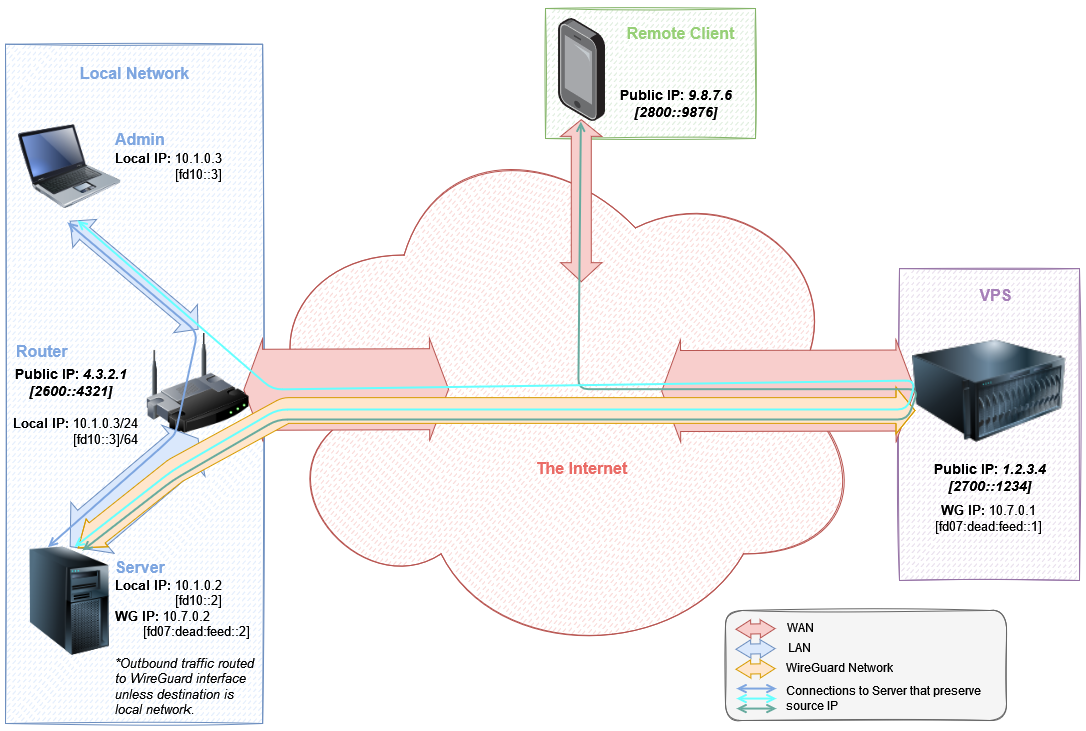 Remote Client
Public IP: 9.8.7.6
[2800::9876]
Local Network
Admin
Local IP: 10.1.0.3
[fd10::3]
Router
Public IP: 4.3.2.1
[2600::4321]
Local IP: 10.1.0.3/24
[fd10::3]/64
The Internet
VPS
Public IP: 1.2.3.4
[2700::1234]
WG IP: 10.7.0.1
[fd07:dead:feed::1]
Server
Local IP: 10.1.0.2
[fd10::2]
WG IP: 10.7.0.2
[fd07:dead:feed::2]
*Outbound traffic routed
to WireGuard interface
unless destination is
local network.
WAN
LAN
WireGuard Network
Connections to Server that preserve
source IP